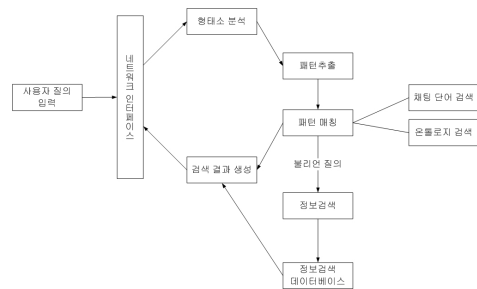 형태소 분석
네트워크 인터페이스
패턴추출
사용자 질의
입력
채팅 단어 검색
패턴 매칭
온톨로지 검색
불리언 질의
검색 결과 생성
정보검색
정보검색
데이터베이스